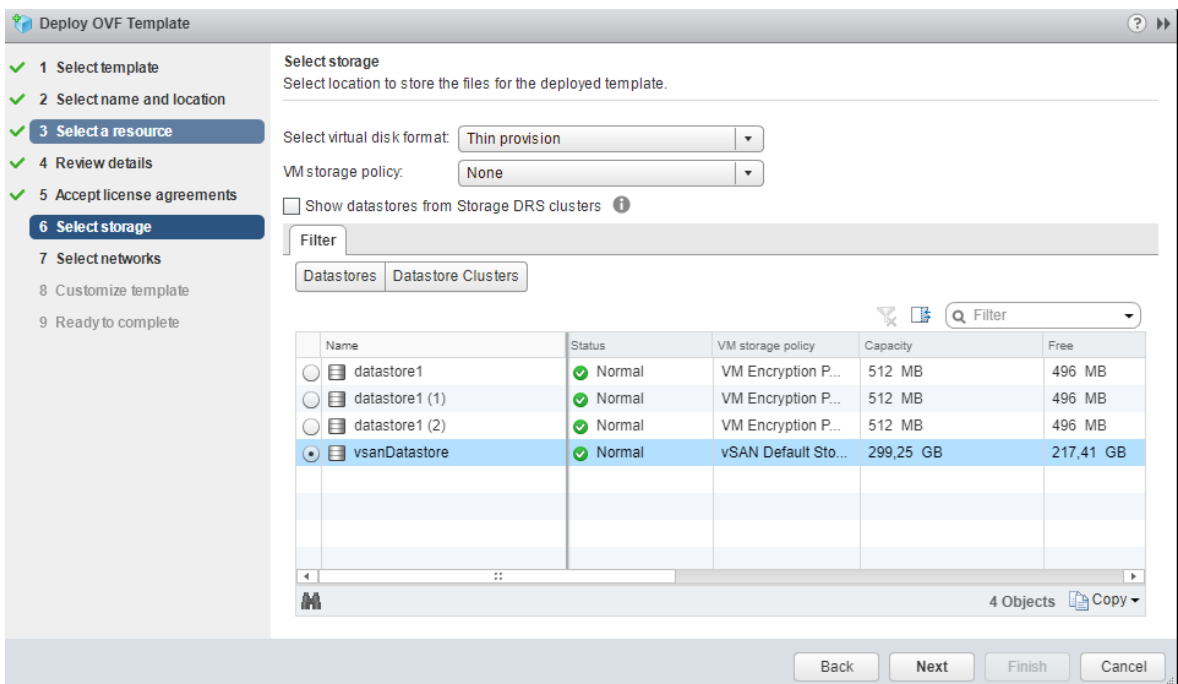 Deploy OVF Template
1 Select template
2 Select name and location
3 Select a resource
4 Review details
5 Accept license agreements
6 Select storage
7 Select networks
8 Customize template
9 Ready to complete
Select storage
Select location to store the files for the deployed template.
Select virtual disk format: Thin provision
VM storage policy: None
Show datastores from Storage DRS clusters
Filter
Datastores Datastore Clusters
Filter
Name Status VM storage policy Capacity Free
datastore1 Normal VM Encryption P... 512 MB 496 MB
datastore1 (1) Normal VM Encryption P... 512 MB 496 MB
datastore1 (2) Normal VM Encryption P... 512 MB 496 MB
vsanDatastore Normal vSAN Default Sto... 299,25 GB 217,41 GB
4 Objects Copy
Back Next Finish Cancel